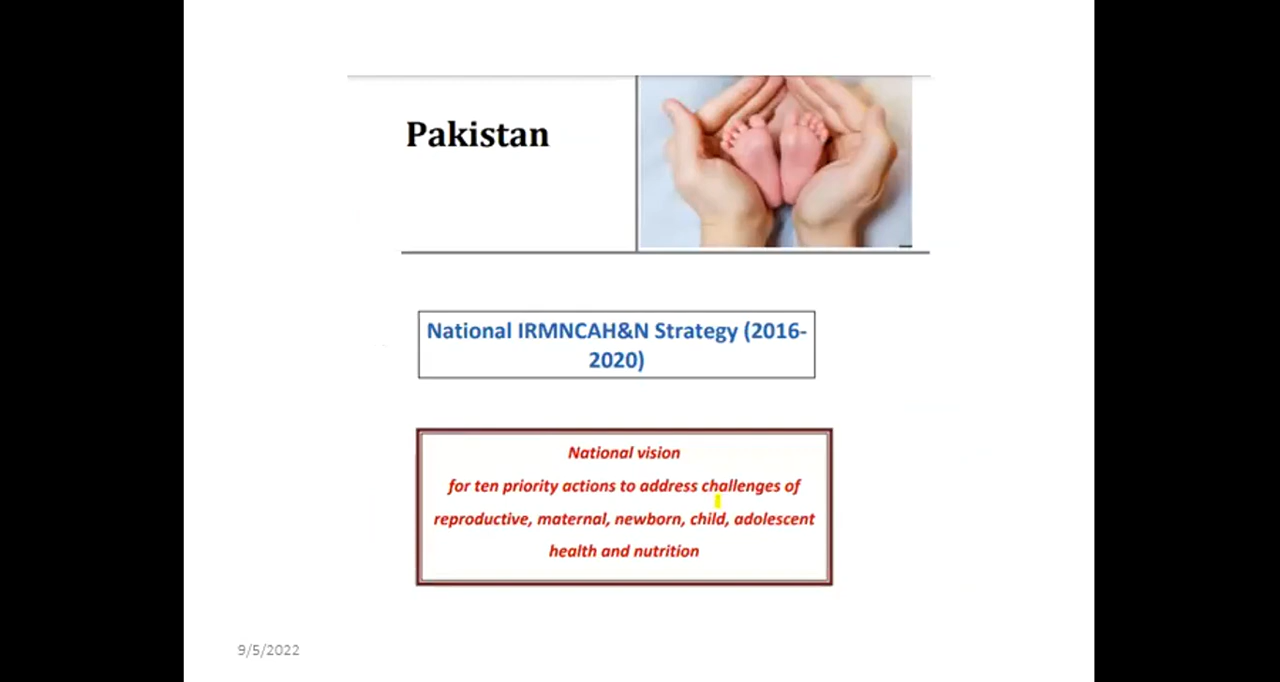 Pakistan
National IRMNCAH&N Strategy (2016-
2020)
National vision
for ten priority actions to address challenges of
reproductive, maternal, newborn, child, adolescent
health and nutrition
9/5/2022